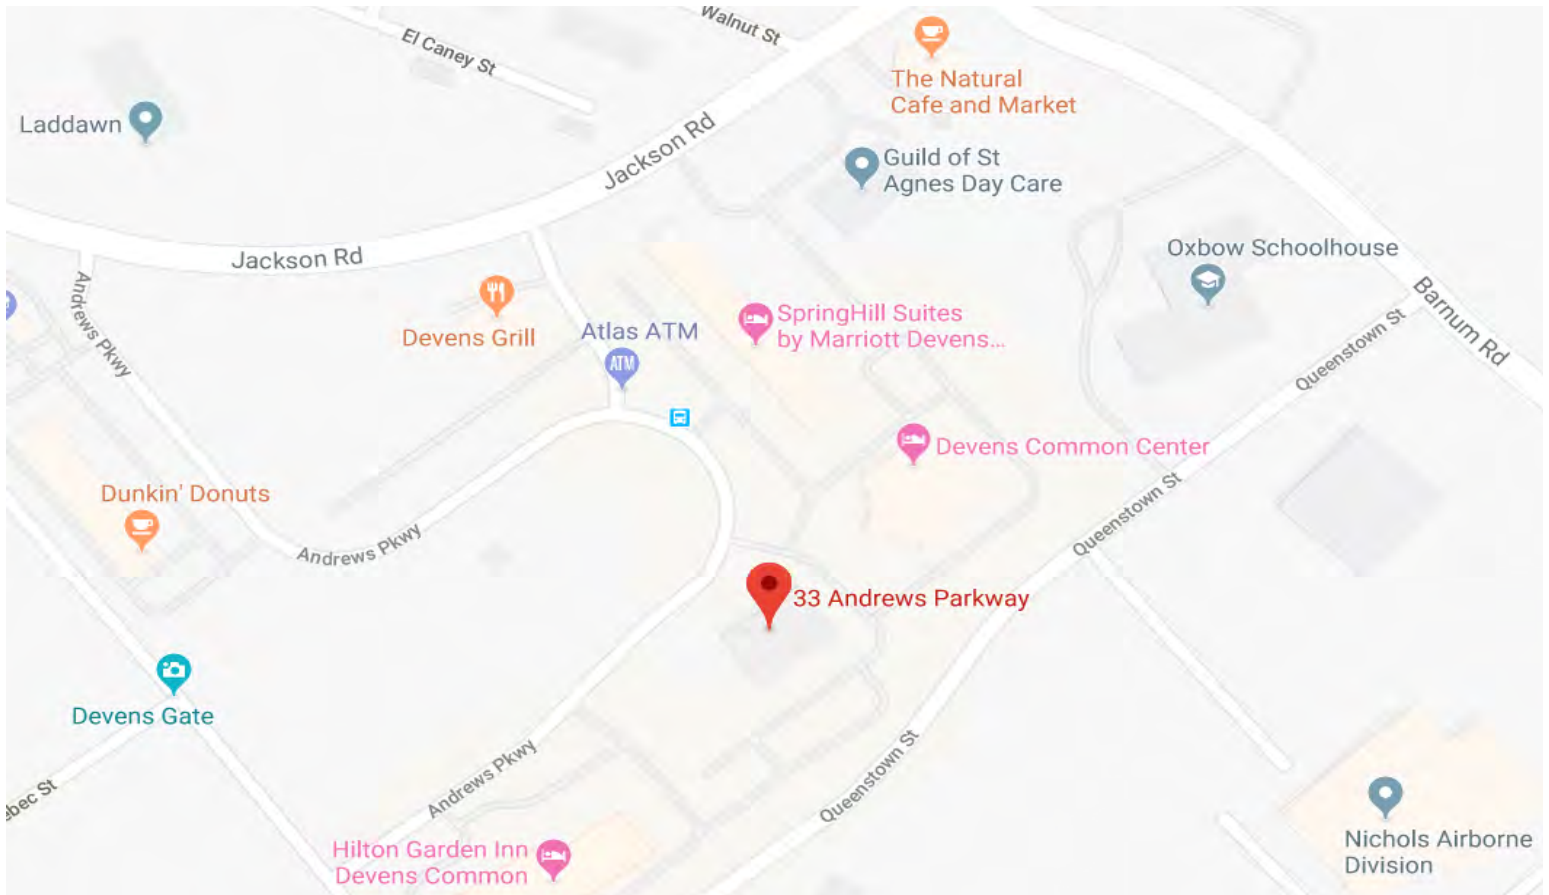 Walnut St
El Caney St
The Natural
Cafe and Market
Laddawn
Jackson Rd
Guild of St
Agnes Day Care
Oxbow Schoolhouse
Jackson Rd
Andrews Pkwy
Devens Grill
Atlas ATM
ATM
SpringHill Suites
by Marriott Devens...
Barnum Rd
Queenstown St
Devens Common Center
Dunkin' Donuts
Andrews Pkwy
Queenstown St
33 Andrews Parkway
Devens Gate
Andrews Pkwy
Queenstown St
ebec St
Hilton Garden Inn
Devens Common
Nichols Airborne
Division